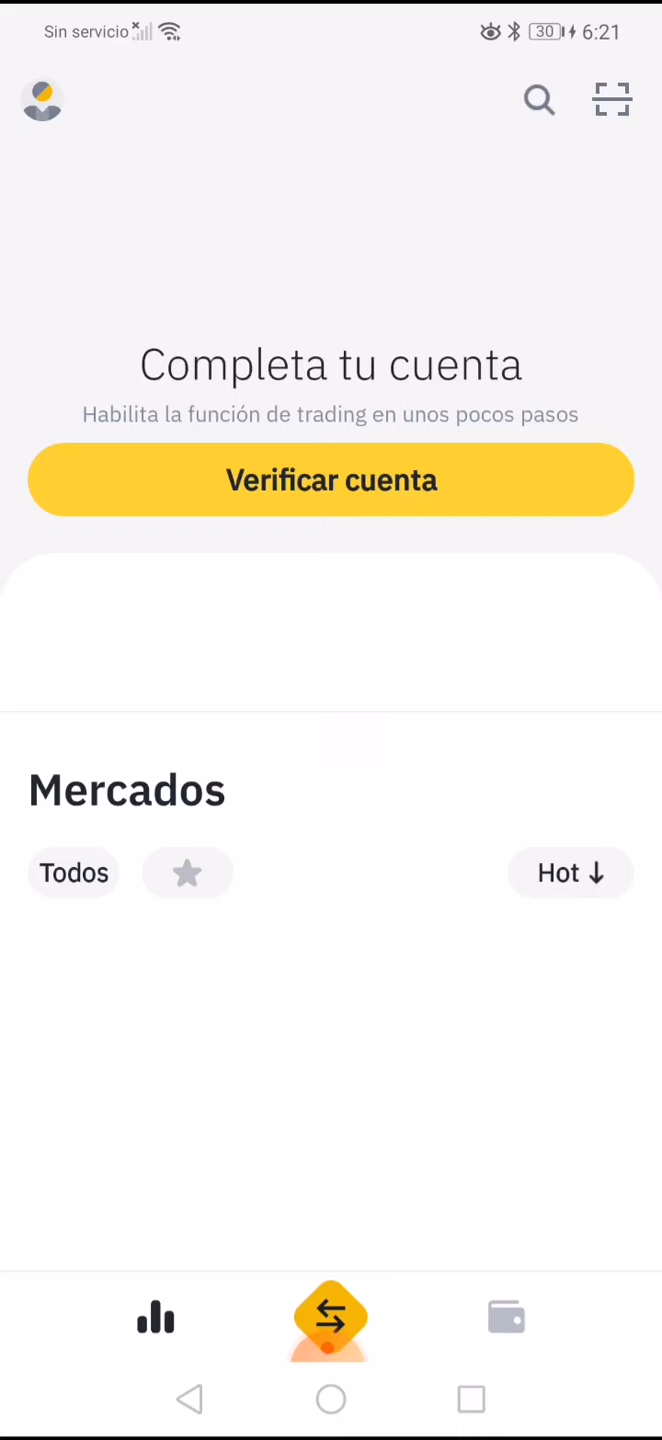 Sin servicio 30 6:21
Completa tu cuenta
Habilita la función de trading en unos pocos pasos
Verificar cuenta
Mercados
Todos Hot ↓